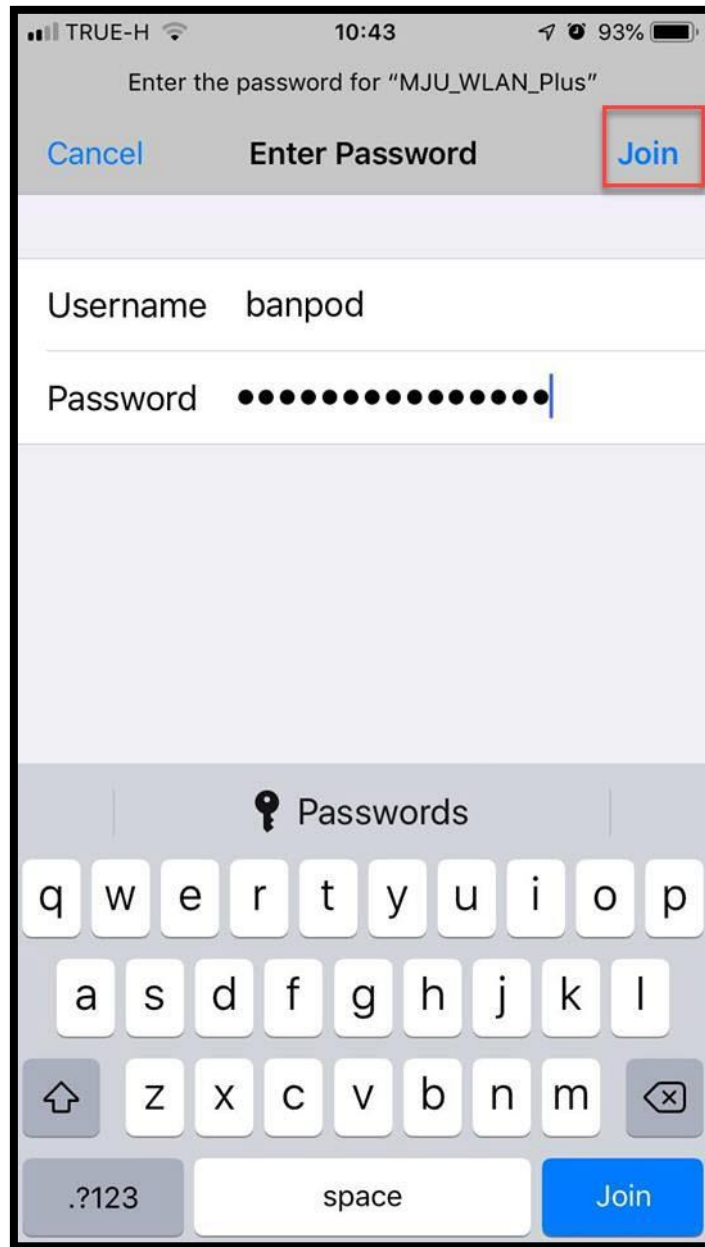 TRUE-H 10:43 93%
Enter the password for “MJU_WLAN_Plus”
Cancel Enter Password Join
Username banpod
Password ●●●●●●●●●●●●●●●
Passwords
q w e r t y u i o p
a s d f g h j k l
z x c v b n m
.?123 space Join